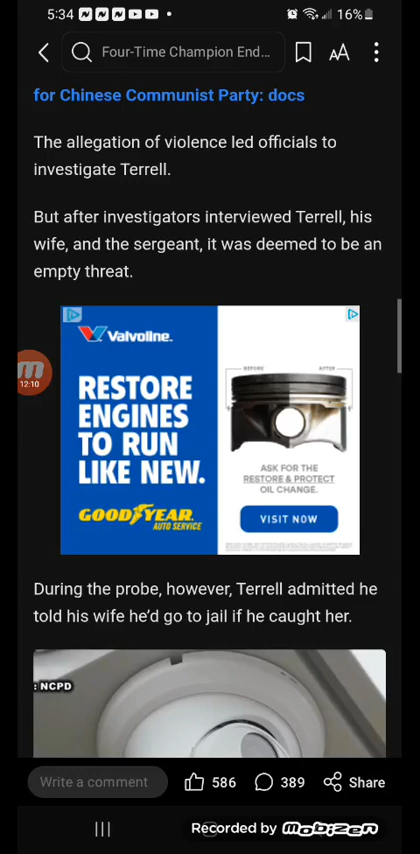 5:34
16%
Four-Time Champion End...
AA
for Chinese Communist Party: docs
The allegation of violence led officials to
investigate Terrell.
But after investigators interviewed Terrell, his
wife, and the sergeant, it was deemed to be an
empty threat.
12:10
Valvoline.
RESTORE
ENGINES
TO RUN
LIKE NEW.
GOODYEAR
AUTO SERVICE
BEFORE
AFTER
ASK FOR THE
RESTORE & PROTECT
OIL CHANGE.
VISIT NOW
During the probe, however, Terrell admitted he
told his wife he'd go to jail if he caught her.
: NCPD
Write a comment
586
389
Share
Recorded by mobizen